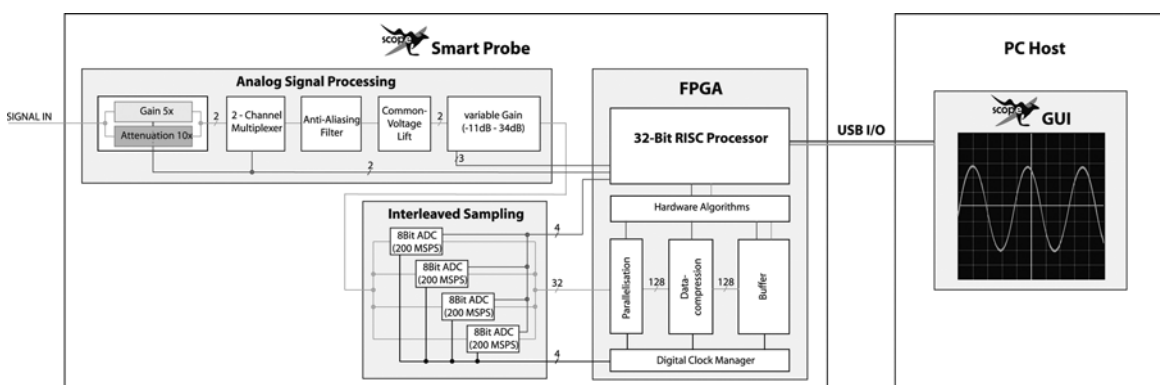 scope
Smart Probe
Analog Signal Processing
SIGNAL IN
Gain 5x
Attenuation 10x
2
2 - Channel
Multiplexer
Anti-Aliasing
Filter
Common-
Voltage
Lift
2
variable Gain
(-11dB - 34dB)
3
2
Interleaved Sampling
8Bit ADC
(200 MSPS)
8Bit ADC
(200 MSPS)
8Bit ADC
(200 MSPS)
8Bit ADC
(200 MSPS)
4
32
4
FPGA
32-Bit RISC Processor
Hardware Algorithms
Parallelisation
128
Data-
compression
128
Buffer
Digital Clock Manager
USB I/O
PC Host
scope
GUI